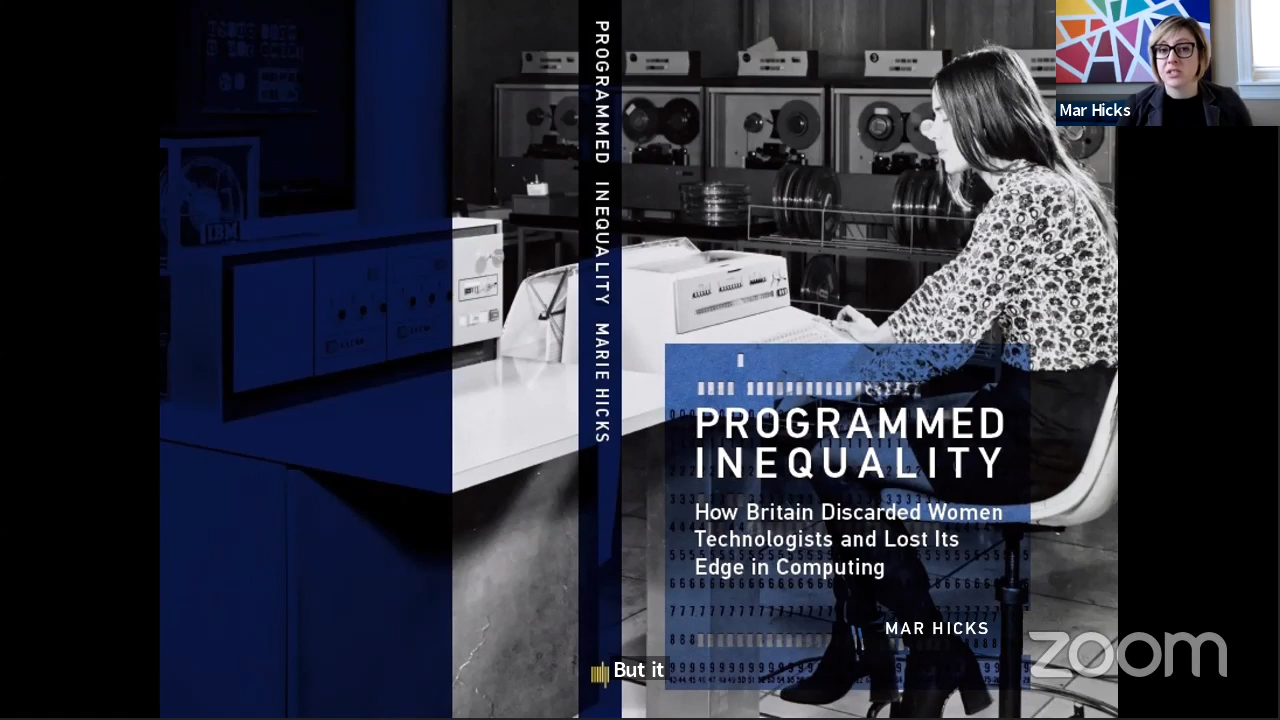 PROGRAMMED INEQUALITY MARIE HICKS
IBM
PROGRAMMED
INEQUALITY
How Britain Discarded Women
Technologists and Lost Its
Edge in Computing
MAR HICKS
Mar Hicks
But it
zoom